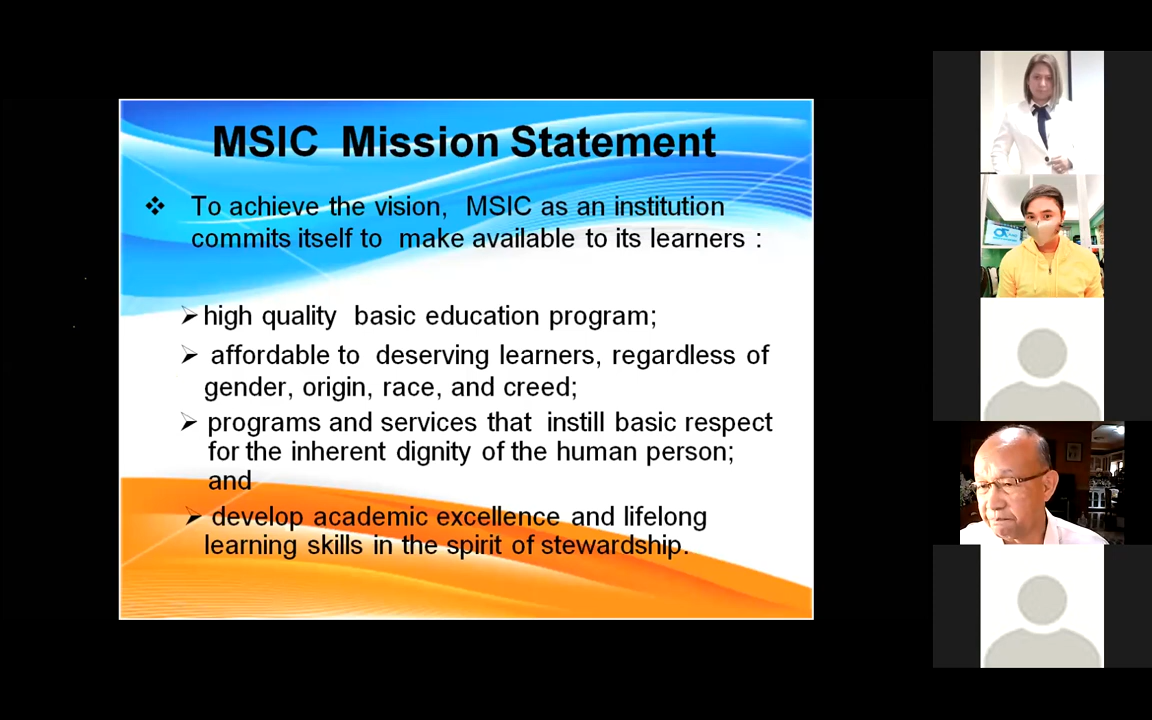 MSIC Mission Statement
❖ To achieve the vision, MSIC as an institution
commits itself to make available to its learners :
➢ high quality basic education program;
➢ affordable to deserving learners, regardless of
gender, origin, race, and creed;
➢ programs and services that instill basic respect
for the inherent dignity of the human person;
and
➢ develop academic excellence and lifelong
learning skills in the spirit of stewardship.